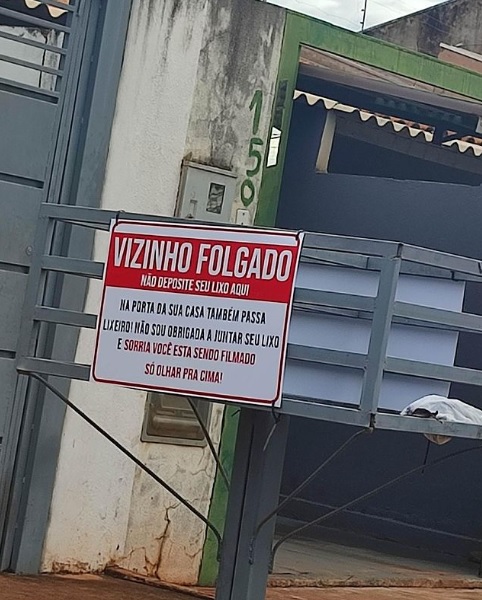 150
VIZINHO FOLGADO
NÃO DEPOSITE SEU LIXO AQUI
NA PORTA DA SUA CASA TAMBÉM PASSA
LIXEIRO! NÃO SOU OBRIGADA A JUNTAR SEU LIXO
E SORRIA VOCÊ ESTA SENDO FILMADO
SÓ OLHAR PRA CIMA!